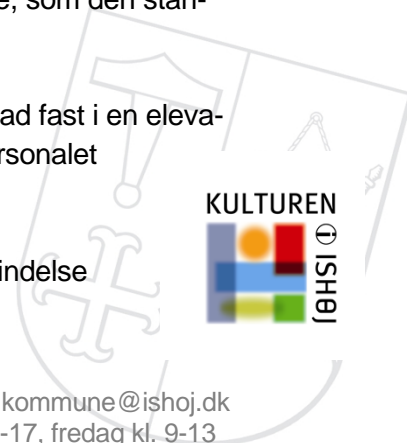 e, som den stan-
ad fast i en eleva-
rsonalet
KULTUREN
i ISHØJ
indelse
kommune@ishoj.dk
-17, fredag kl. 9-13